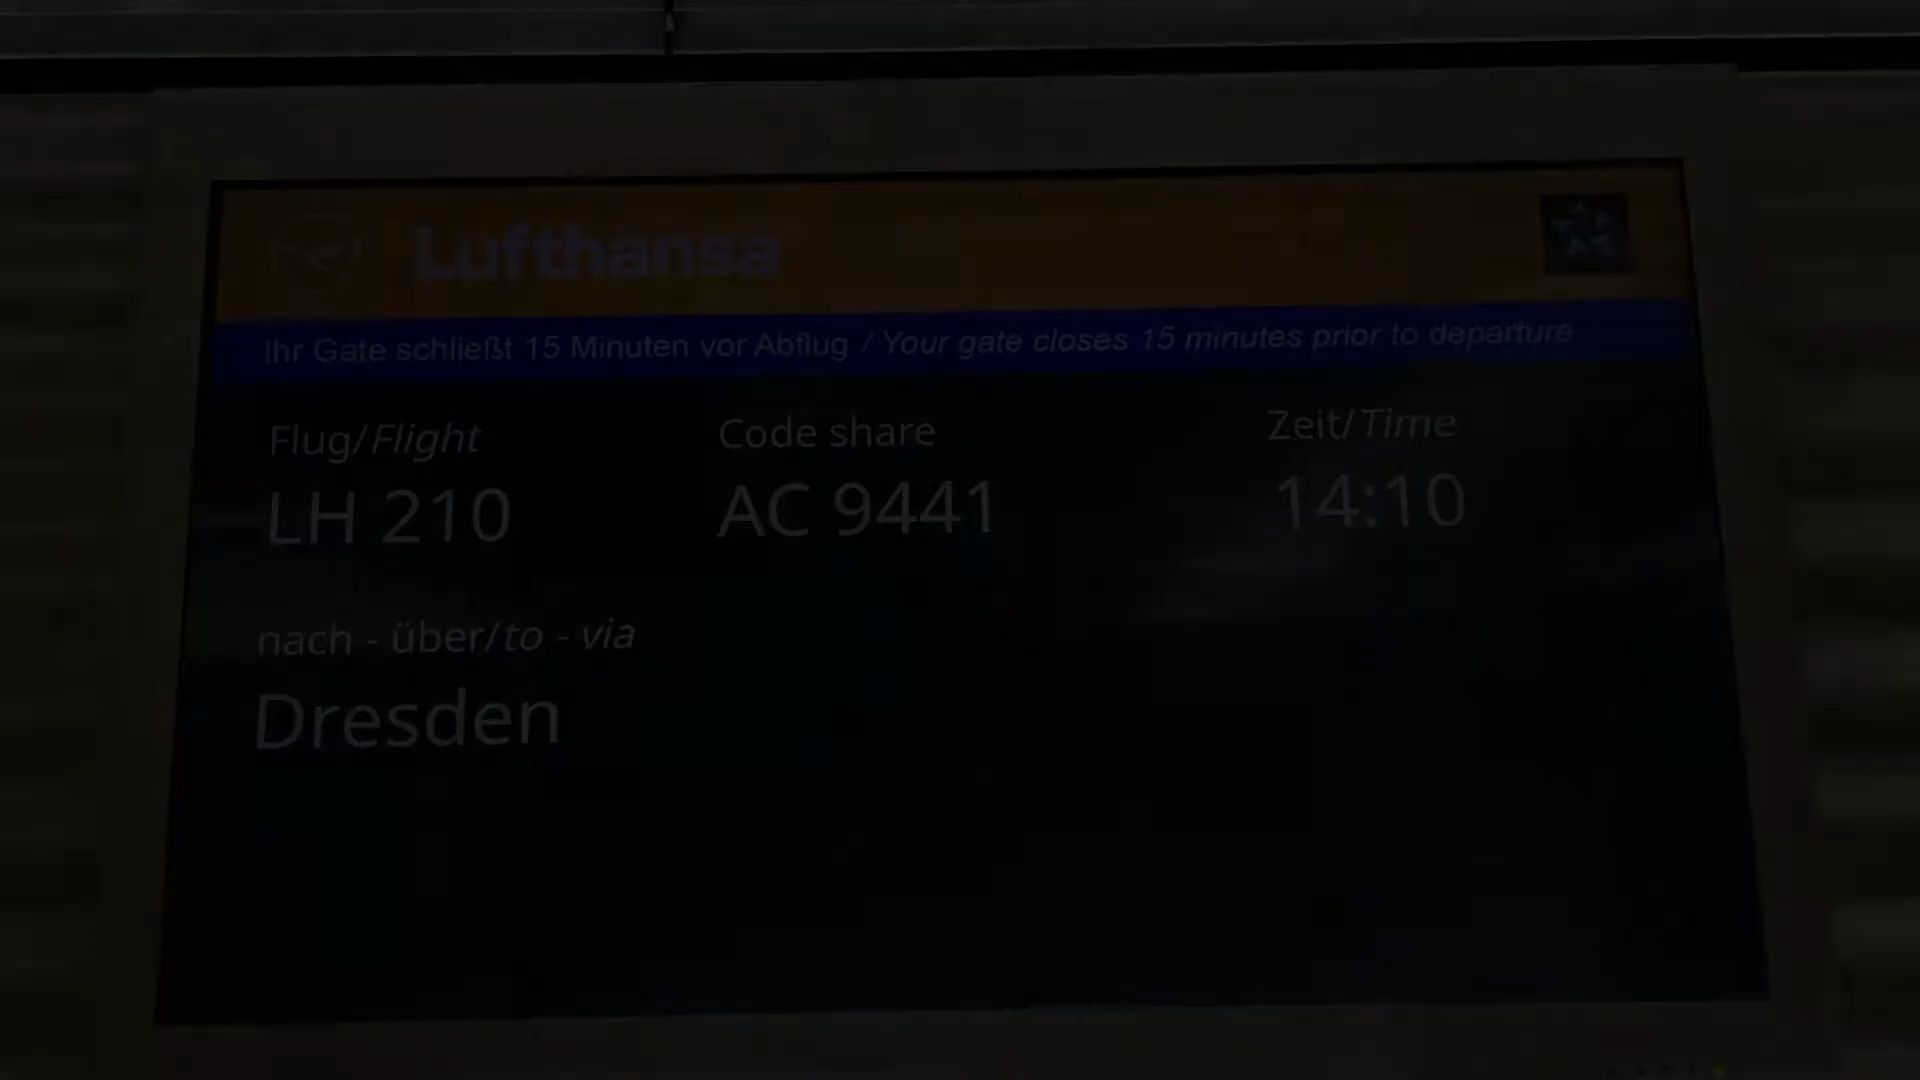 Lufthansa
Ihr Gate schließt 15 Minuten vor Abflug / Your gate closes 15 minutes prior to departure
Flug/Flight Code share Zeit/Time
LH 210 AC 9441 14:10
nach - über/to - via
Dresden